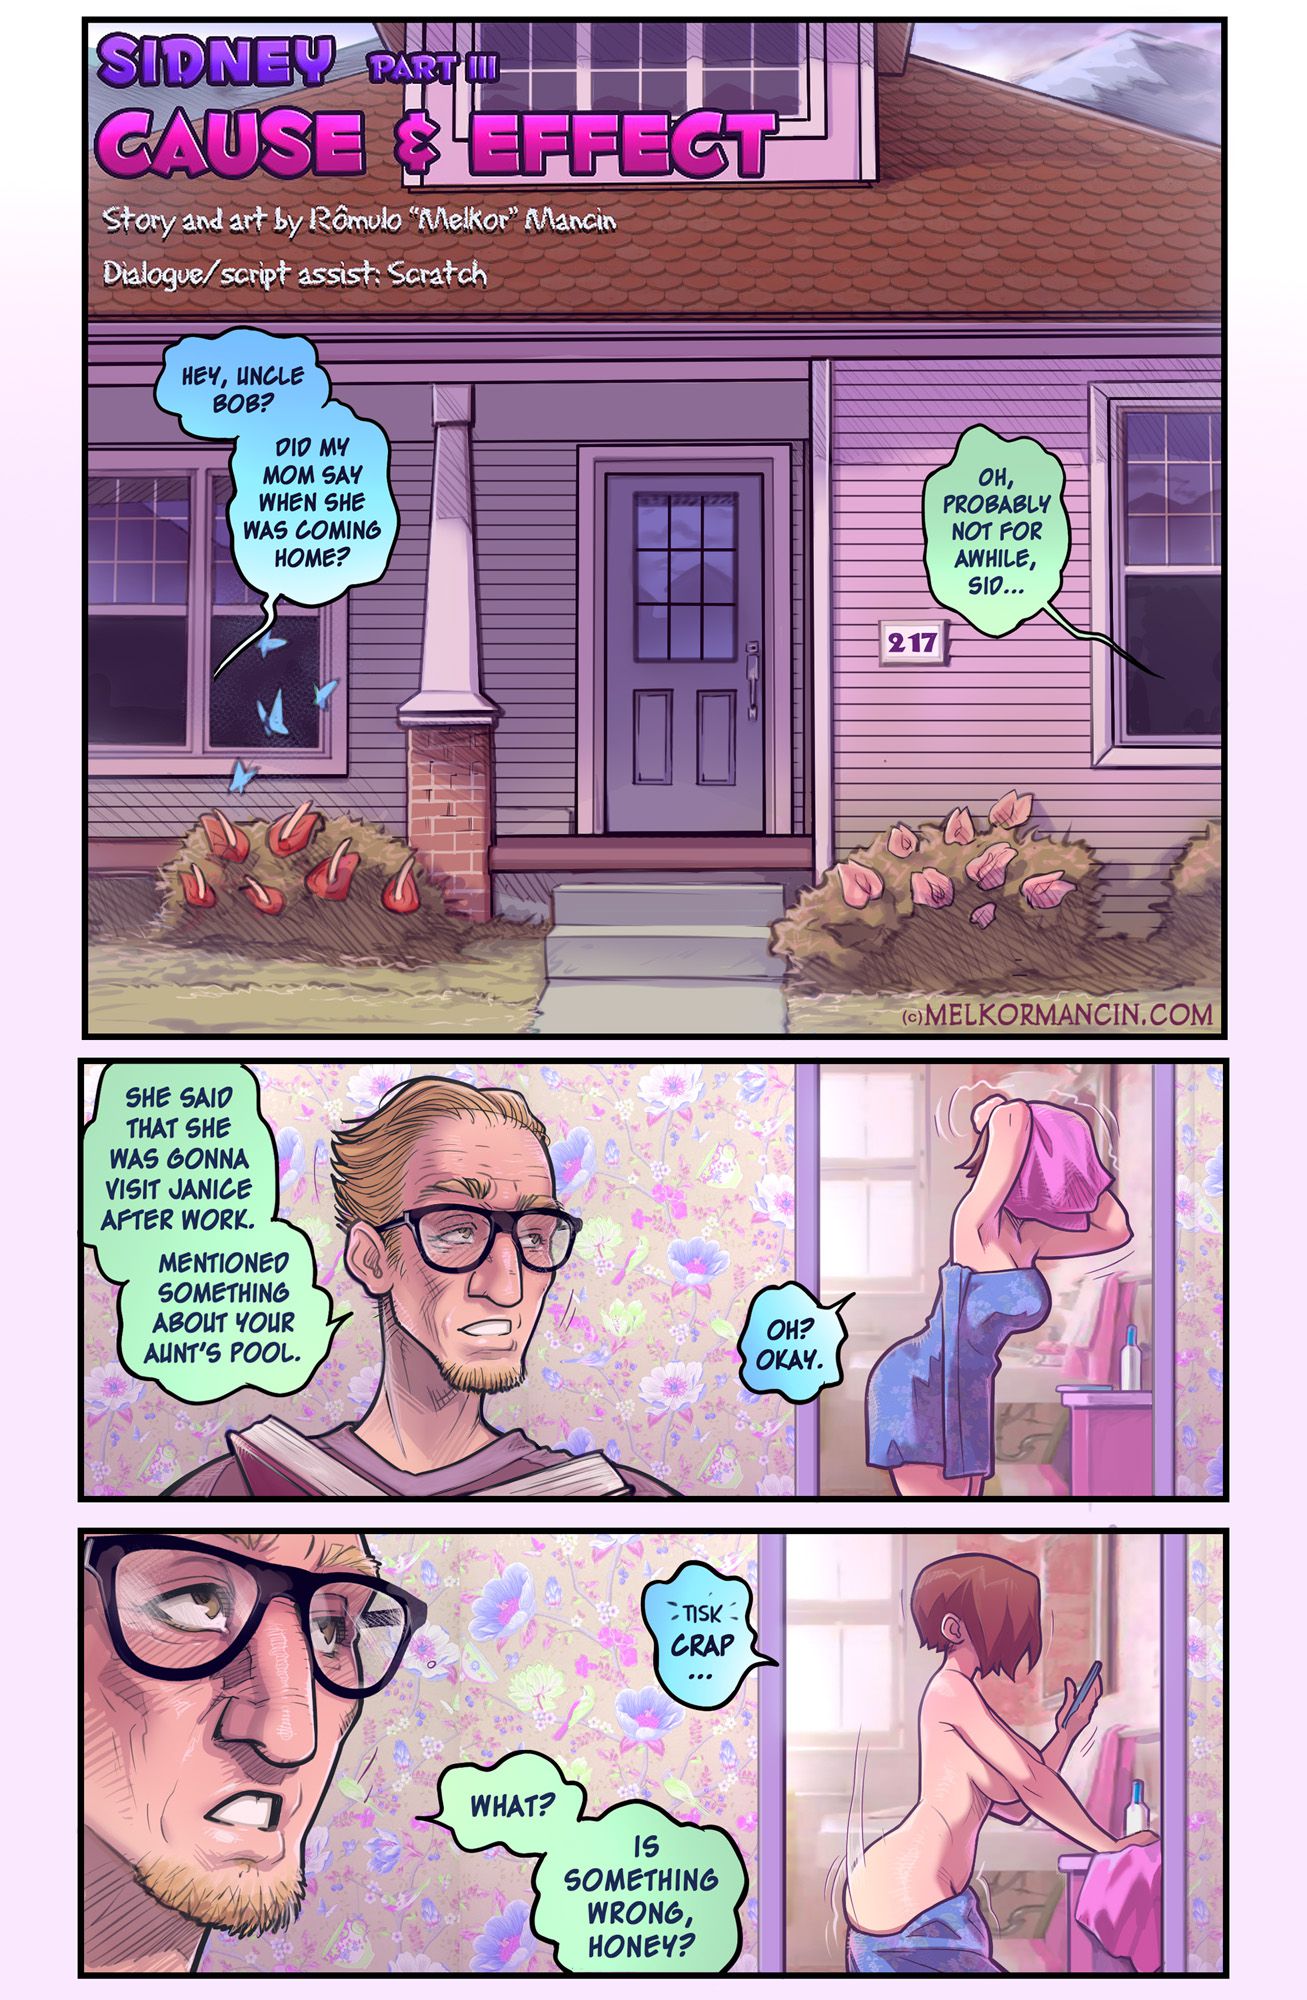 SIDNEY PART III
CAUSE & EFFECT
Story and art by Rômulo "Melkor" Mancin
Dialogue/script assist: Scratch
HEY, UNCLE
BOB?
DID MY
MOM SAY
WHEN SHE
WAS COMING
HOME?
OH,
PROBABLY
NOT FOR
AWHILE,
SID...
217
(c)MELKORMANCIN.COM
SHE SAID
THAT SHE
WAS GONNA
VISIT JANICE
AFTER WORK.
MENTIONED
SOMETHING
ABOUT YOUR
AUNT'S POOL.
OH?
OKAY.
TISK
CRAP
...
WHAT?
IS
SOMETHING
WRONG,
HONEY?